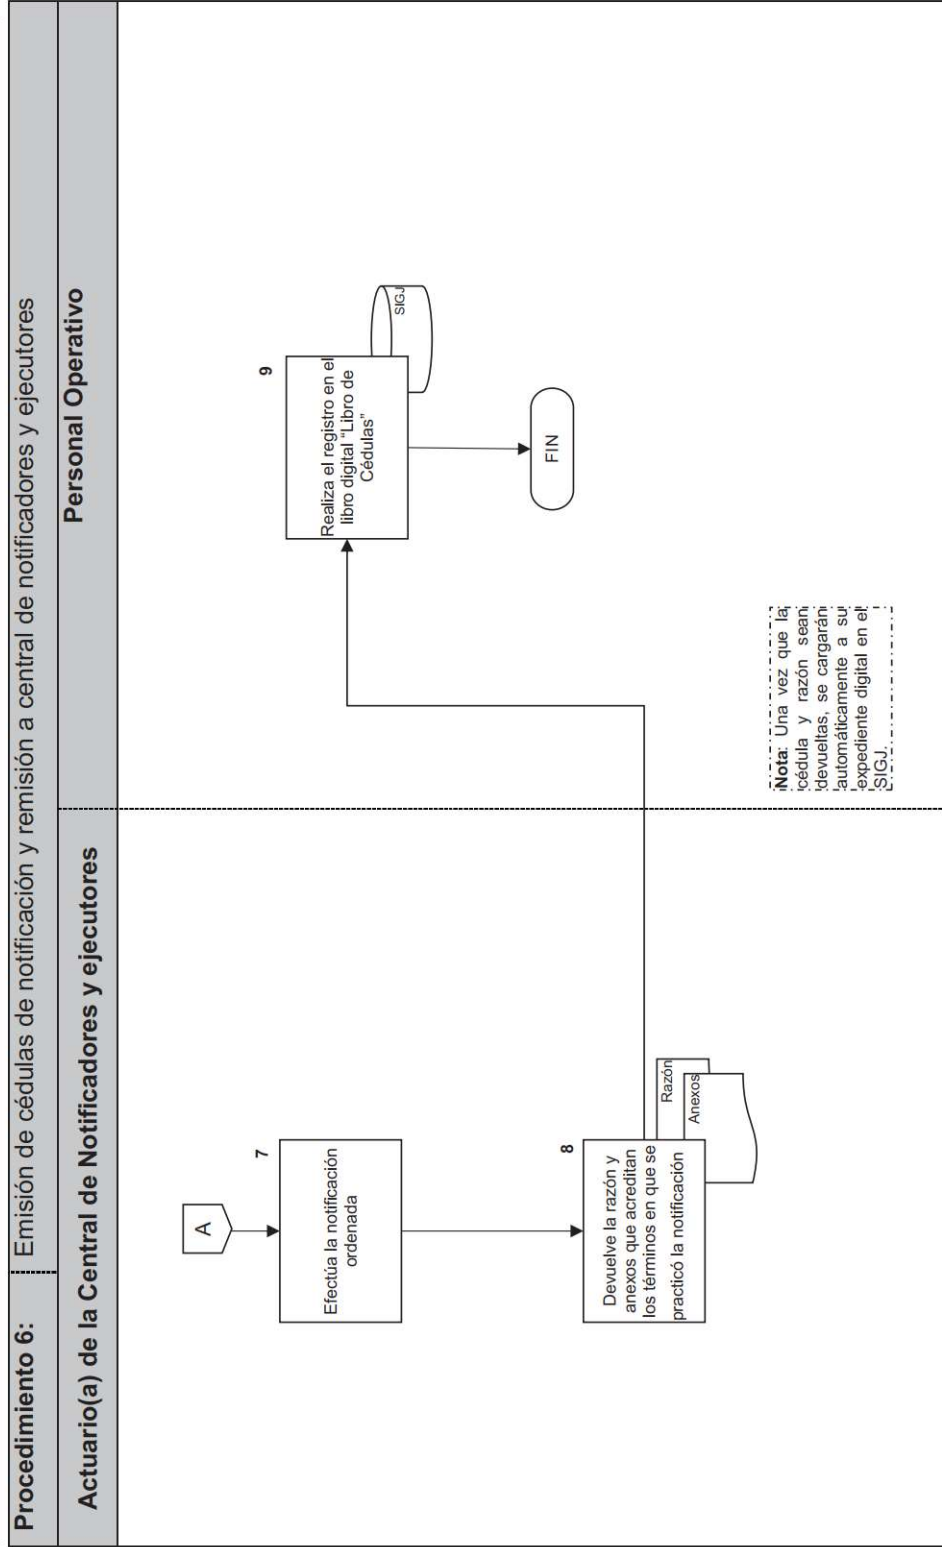 Procedimiento 6:
Emisión de cédulas de notificación y remisión a central de notificadores y ejecutores
Actuario(a) de la Central de Notificadores y ejecutores
Personal Operativo
A
7
Efectúa la notificación
ordenada
8
Devuelve la razón y
anexos que acreditan
los términos en que se
practicó la notificación
Razón
Anexos
9
Realiza el registro en el
libro digital “Libro de
Cédulas”
SIGJ
FIN
Nota: Una vez que la
cédula y razón sean
devueltas, se cargarán
automáticamente a su
expediente digital en el
SIGJ.